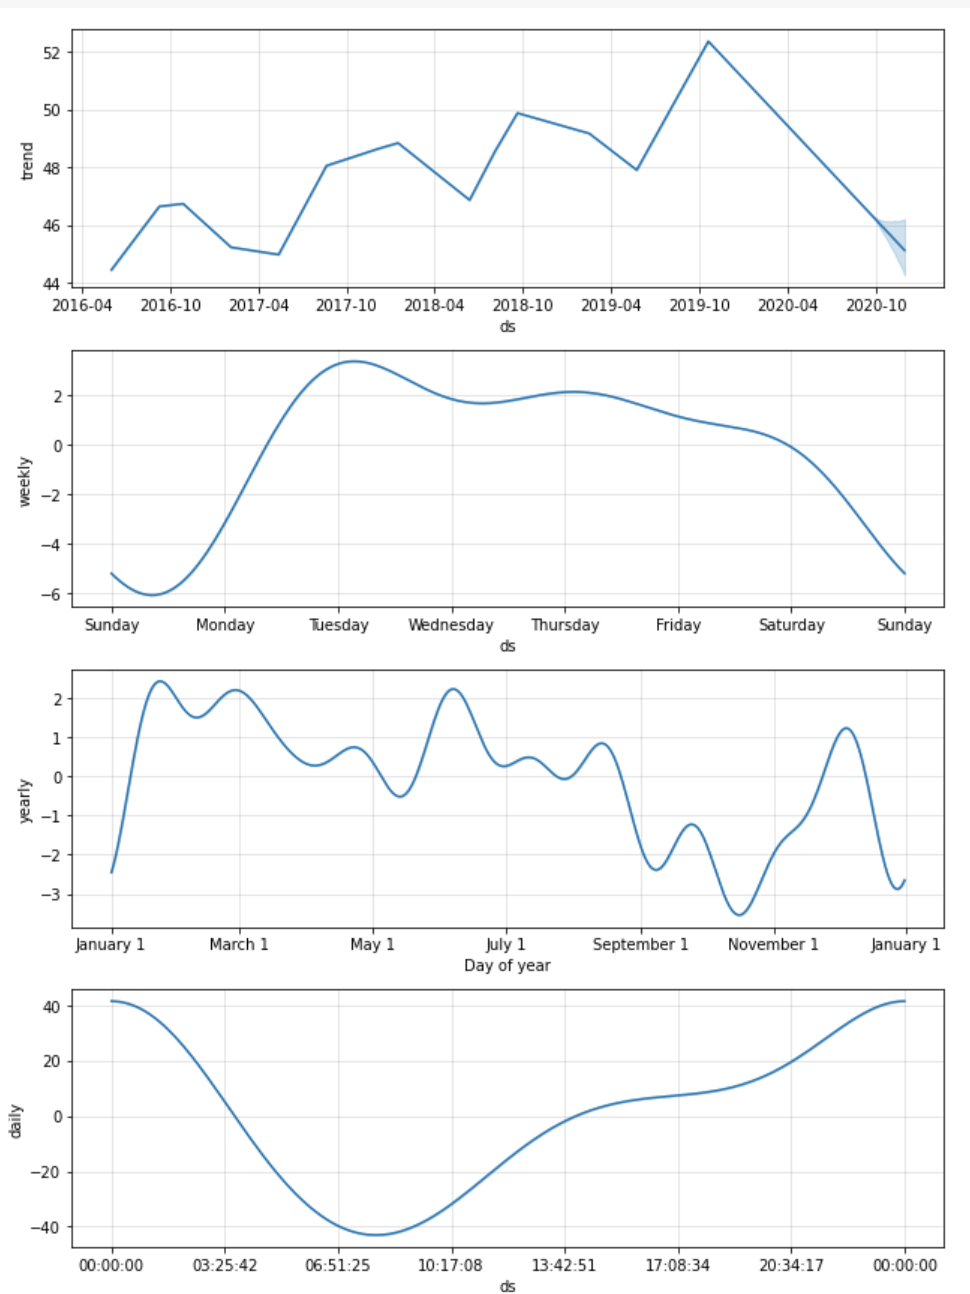 52
50
48
46
44
trend
2016-04 2016-10 2017-04 2017-10 2018-04 2018-10 2019-04 2019-10 2020-04 2020-10
ds
2
0
−2
−4
−6
weekly
Sunday Monday Tuesday Wednesday Thursday Friday Saturday Sunday
ds
2
1
0
−1
−2
−3
yearly
January 1 March 1 May 1 July 1 September 1 November 1 January 1
Day of year
40
20
0
−20
−40
daily
00:00:00 03:25:42 06:51:25 10:17:08 13:42:51 17:08:34 20:34:17 00:00:00
ds